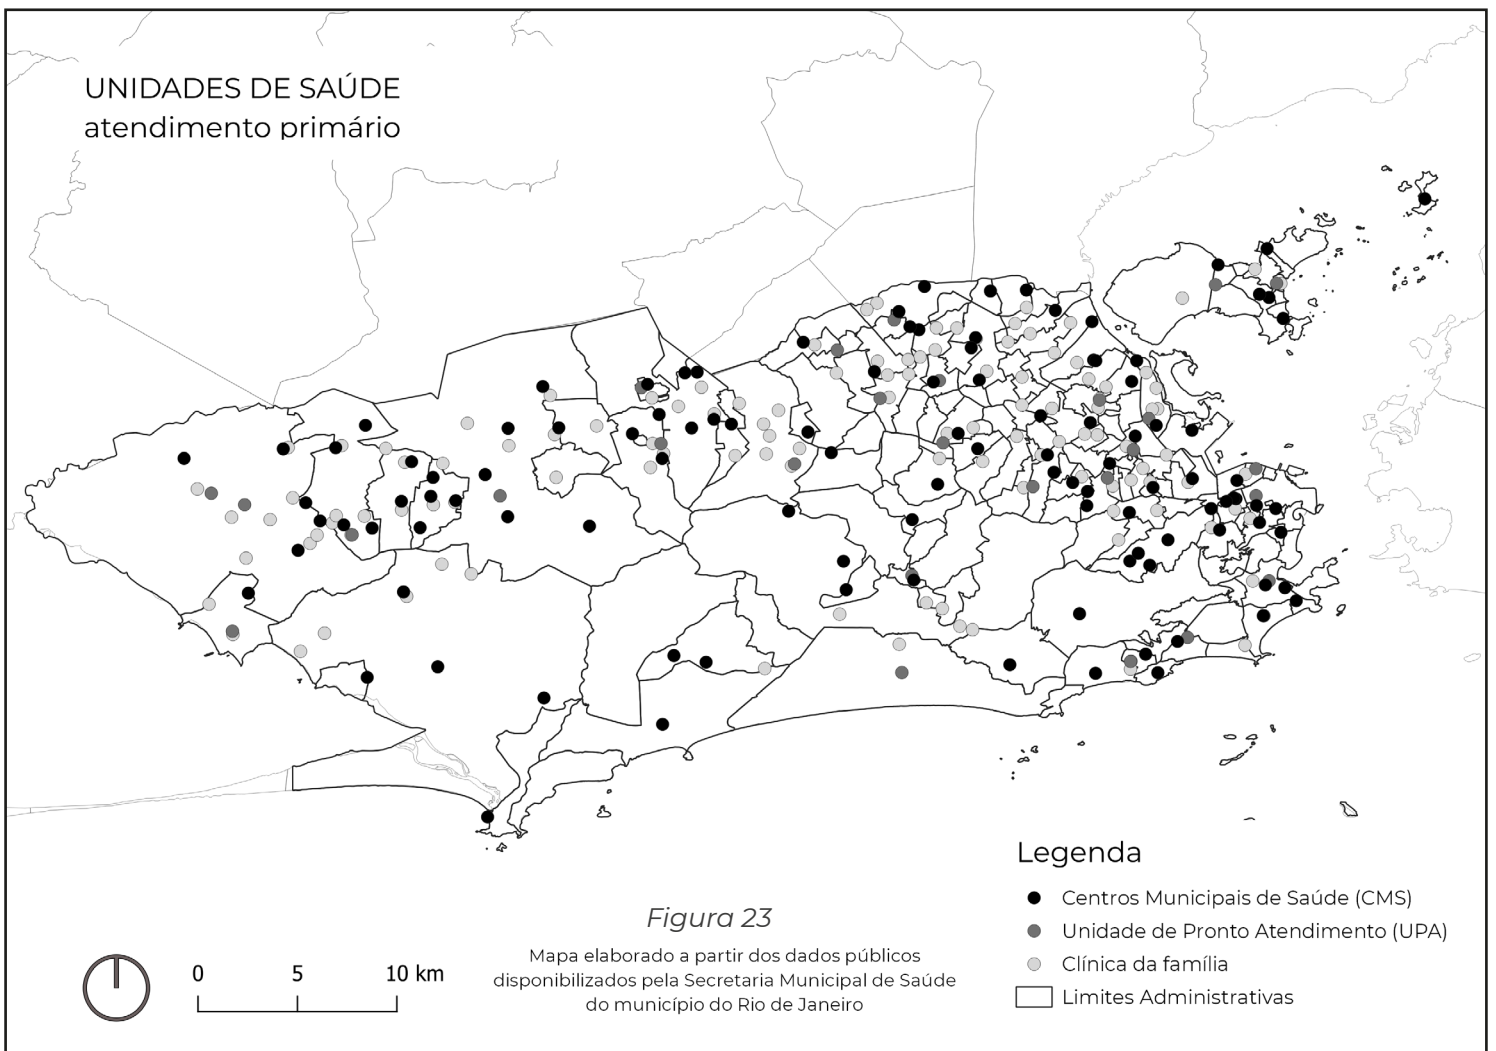 UNIDADES DE SAÚDE
atendimento primário
Legenda
Centros Municipais de Saúde (CMS)
Unidade de Pronto Atendimento (UPA)
Clínica da família
Limites Administrativas
Figura 23
Mapa elaborado a partir dos dados públicos
disponibilizados pela Secretaria Municipal de Saúde
do município do Rio de Janeiro
0 5 10 km